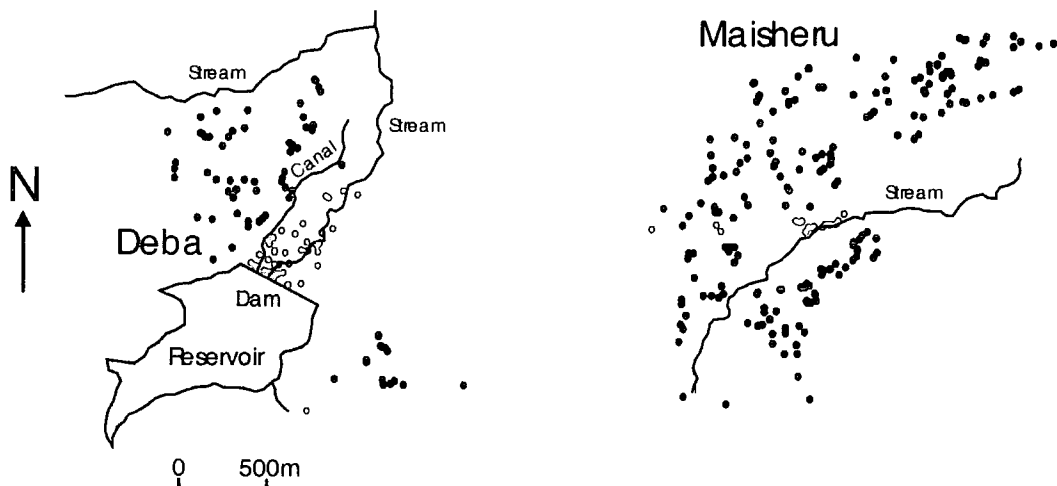 Maisheru
Stream
Stream
Canal
N
Stream
Deba
Dam
Reservoir
0 500m